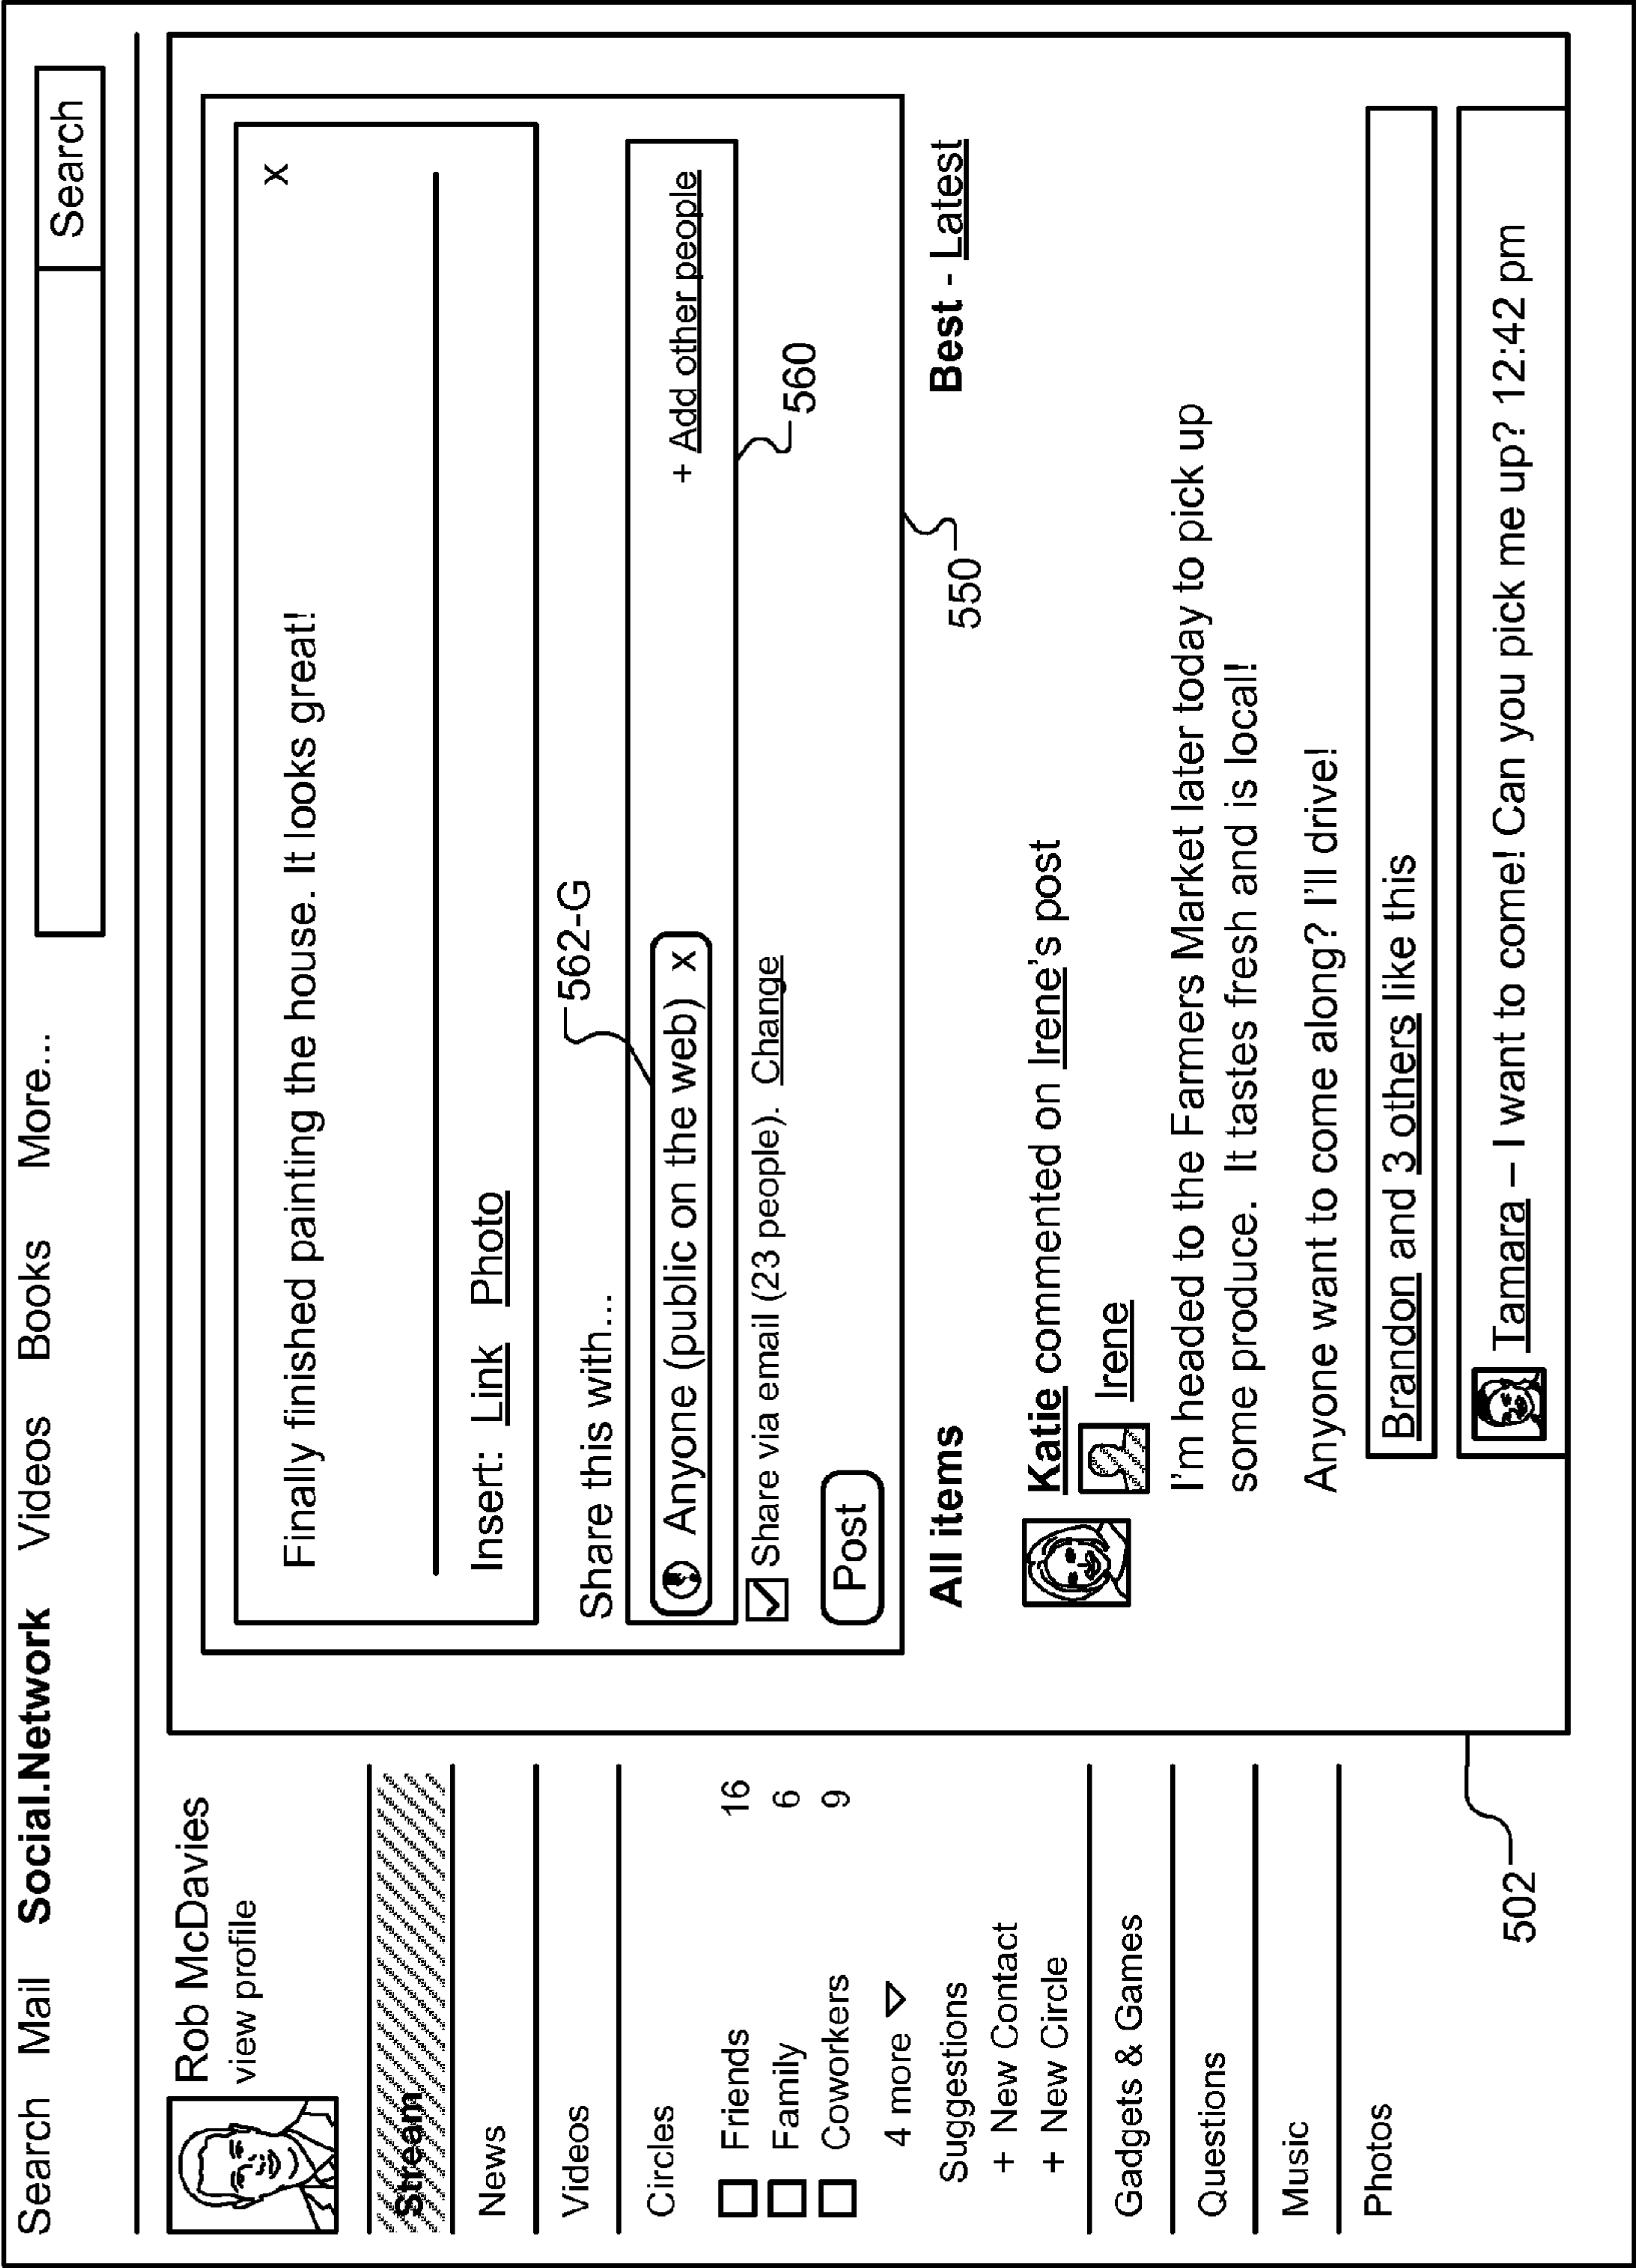 Search Mail Social.Network Videos Books More...
Search
Rob McDavies
view profile
Stream
News
Videos
Circles
Friends 16
Family 6
Coworkers 9
4 more
Suggestions
+ New Contact
+ New Circle
Gadgets & Games
Questions
Music
Photos
502
Finally finished painting the house. It looks great! X
Insert: Link Photo
Share this with...
562-G
Anyone (public on the web) X
+ Add other people
560
Share via email (23 people). Change
Post
550
All items
Best - Latest
Katie commented on Irene's post
Irene
I'm headed to the Farmers Market later today to pick up
some produce. It tastes fresh and is local!
Anyone want to come along? I'll drive!
Brandon and 3 others like this
Tamara – I want to come! Can you pick me up? 12:42 pm